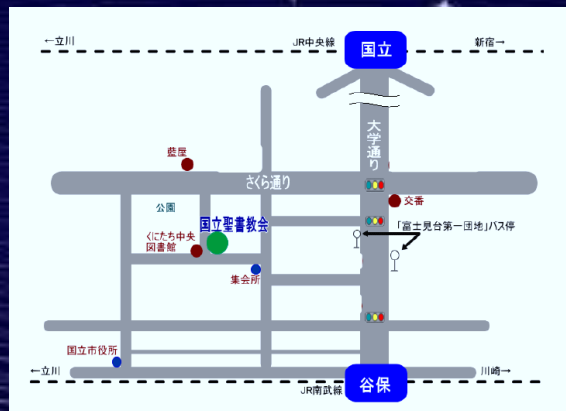 ←立川
JR中央線
国立
新宿→
大学通り
藍屋
さくら通り
交番
公園
国立聖書教会
「富士見台第一団地」バス停
くにたち中央
図書館
集会所
国立市役所
←立川
JR南武線
谷保
川崎→